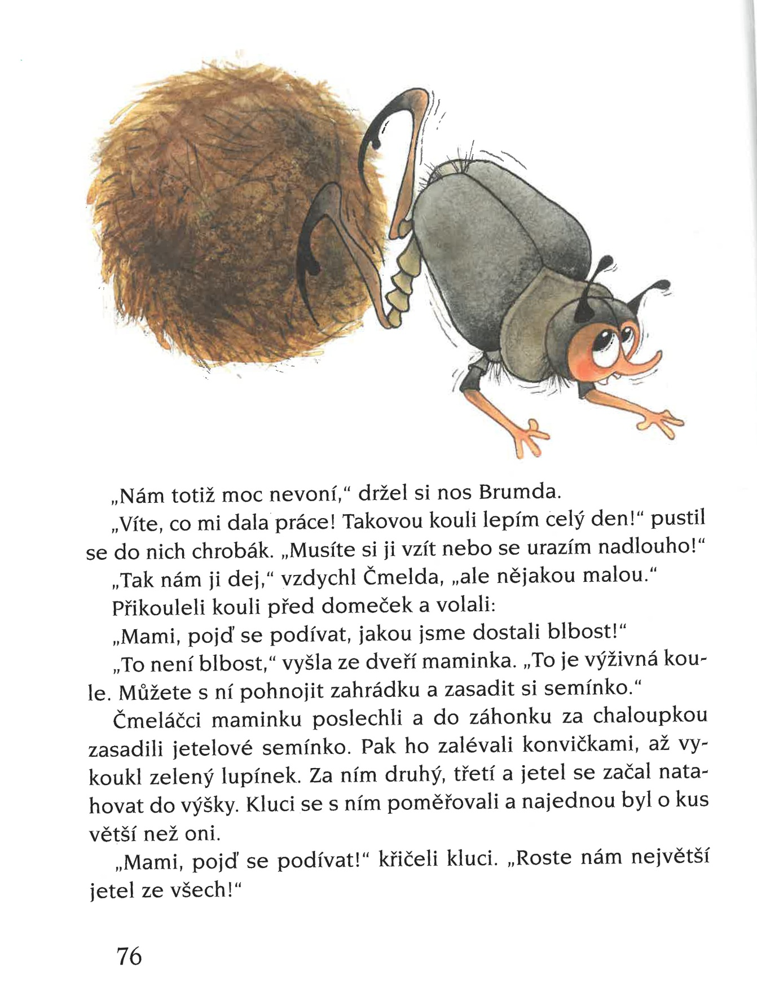 „Nám totiž moc nevoní,“ držel si nos Brumda.
„Víte, co mi dala práce! Takovou kouli lepím celý den!“ pustil
se do nich chrobák. „Musíte si ji vzít nebo se urazím nadlouho!“
„Tak nám ji dej,“ vzdychl Čmelda, „ale nějakou malou.“
Přikouleli kouli před domeček a volali:
„Mami, pojď se podívat, jakou jsme dostali blbost!“
„To není blbost,“ vyšla ze dveří maminka. „To je výživná kou-
le. Můžete s ní pohnojit zahrádku a zasadit si semínko.“
Čmeláčci maminku poslechli a do záhonku za chaloupkou
zasadili jetelové semínko. Pak ho zalévali konvičkami, až vy-
koukl zelený lupínek. Za ním druhý, třetí a jetel se začal nata-
hovat do výšky. Kluci se s ním poměřovali a najednou byl o kus
větší než oni.
„Mami, pojď se podívat!“ křičeli kluci. „Roste nám největší
jetel ze všech!“
76